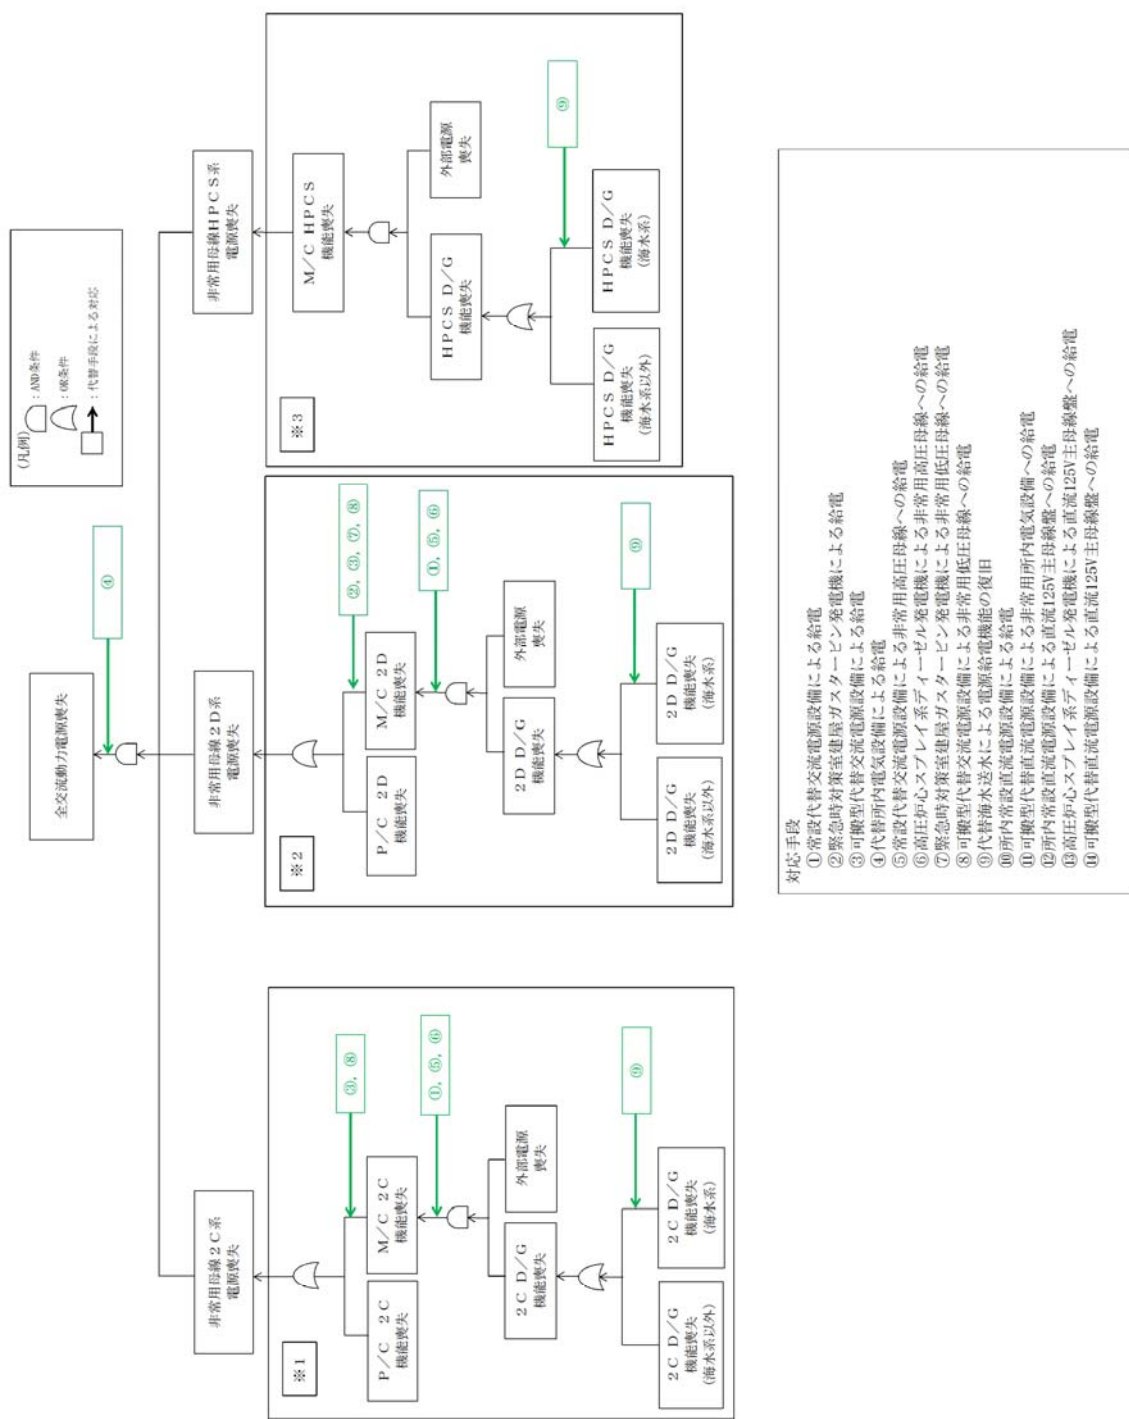 (凡例)
：AND条件
：OR条件
：代替手段による対応
全交流動力電源喪失
④
非常用母線２C系
電源喪失
非常用母線２D系
電源喪失
非常用母線HPCS系
電源喪失
※１
P／C ２C
機能喪失
M／C ２C
機能喪失
③，⑧
①，⑤，⑥
２C D／G
機能喪失
外部電源
喪失
⑨
２C D／G
機能喪失
(海水系以外)
２C D／G
機能喪失
(海水系)
※２
P／C ２D
機能喪失
M／C ２D
機能喪失
②，③，⑦，⑧
①，⑤，⑥
２D D／G
機能喪失
外部電源
喪失
⑨
２D D／G
機能喪失
(海水系以外)
２D D／G
機能喪失
(海水系)
※３
M／C HPCS
機能喪失
HPCS D／G
機能喪失
外部電源
喪失
⑨
HPCS D／G
機能喪失
(海水系以外)
HPCS D／G
機能喪失
(海水系)
対応手段
①常設代替交流電源設備による給電
②緊急時対策室建屋ガスタービン発電機による給電
③可搬型代替交流電源設備による給電
④代替所内電気設備による給電
⑤常設代替交流電源設備による非常用高圧母線への給電
⑥高圧炉心スプレイ系ディーゼル発電機による非常用高圧母線への給電
⑦緊急時対策室建屋ガスタービン発電機による非常用低圧母線への給電
⑧可搬型代替交流電源設備による非常用低圧母線への給電
⑨代替海水送水による電源給電機能の復旧
⑩所内常設直流電源設備による給電
⑪可搬型代替直流電源設備による非常用所内電気設備への給電
⑫所内常設直流電源設備による直流125V主母線盤への給電
⑬高圧炉心スプレイ系ディーゼル発電機による直流125V主母線盤への給電
⑭可搬型代替直流電源設備による直流125V主母線盤への給電